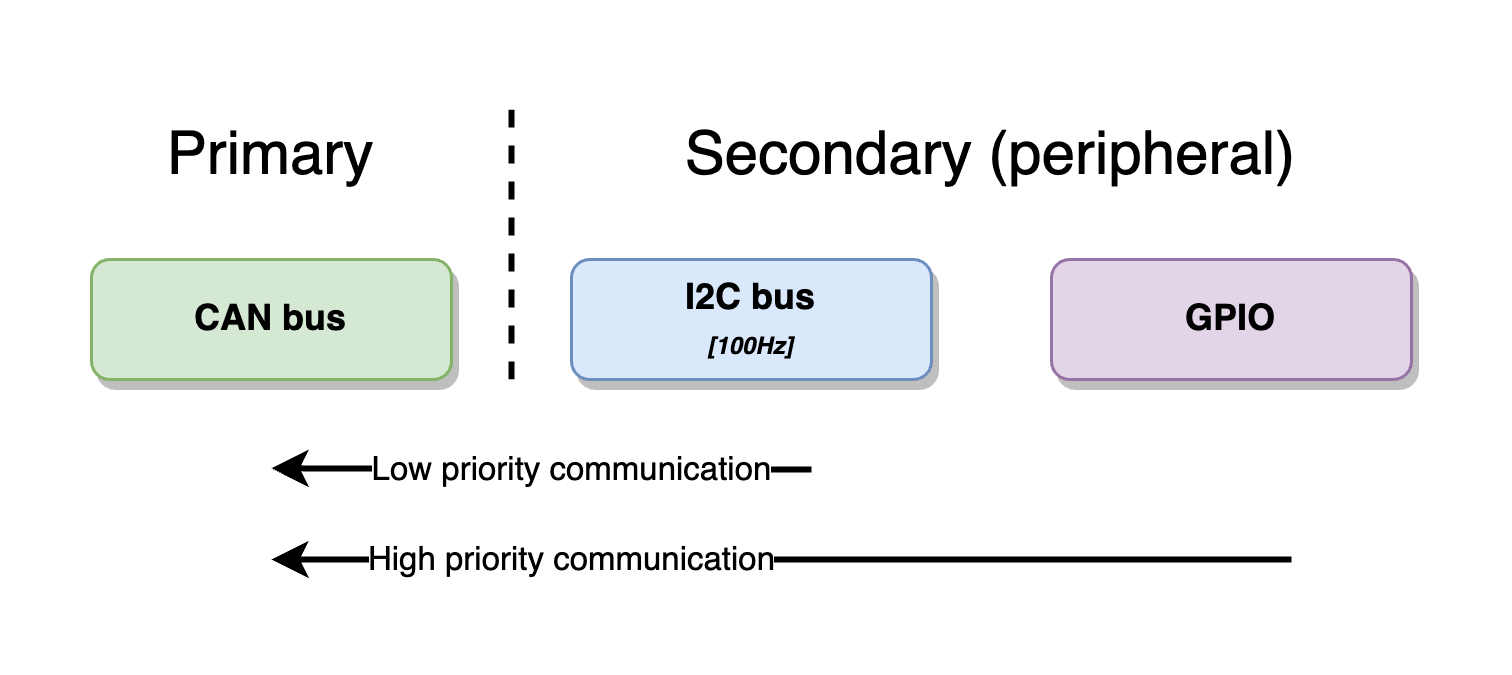 Primary
Secondary (peripheral)
CAN bus
I2C bus
[100Hz]
GPIO
Low priority communication
High priority communication